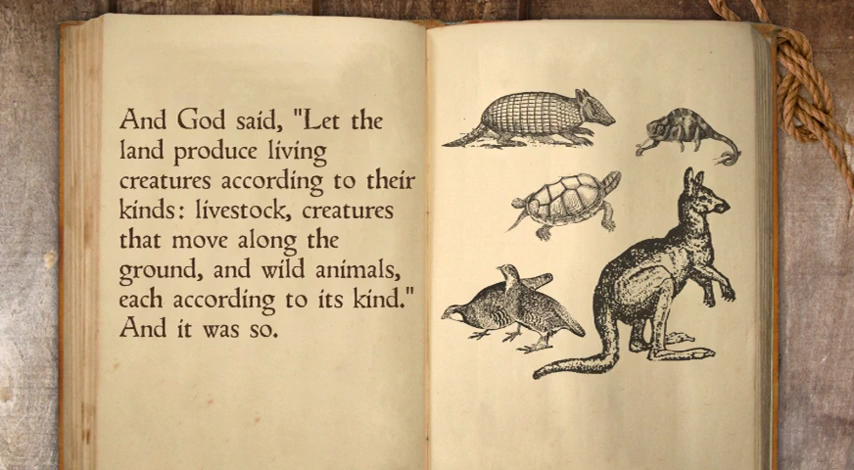 And God said, "Let the
land produce living
creatures according to their
kinds: livestock, creatures
that move along the
ground, and wild animals,
each according to its kind."
And it was so.